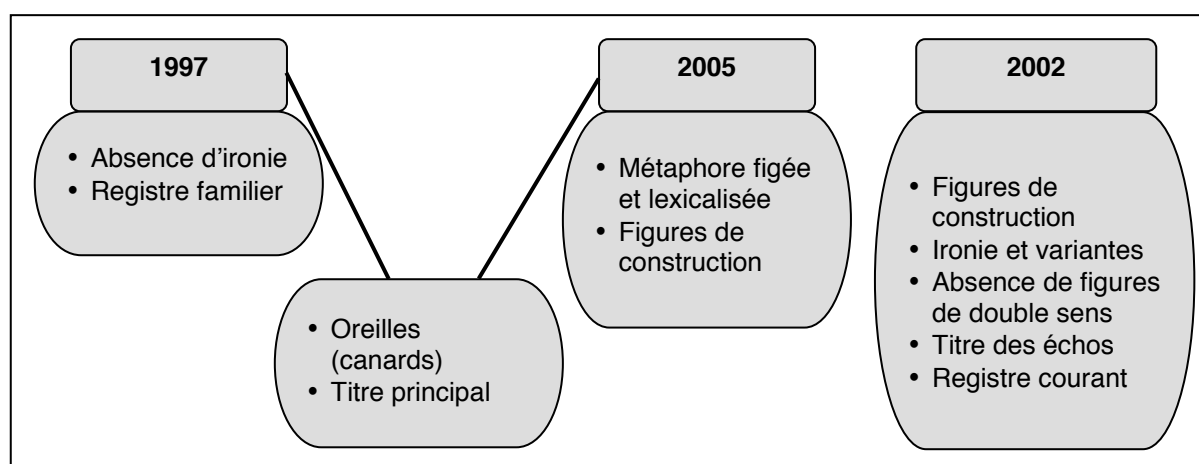 1997
• Absence d'ironie
• Registre familier
• Oreilles
(canards)
• Titre principal
2005
• Métaphore figée
et lexicalisée
• Figures de
construction
2002
• Figures de
construction
• Ironie et variantes
• Absence de figures
de double sens
• Titre des échos
• Registre courant